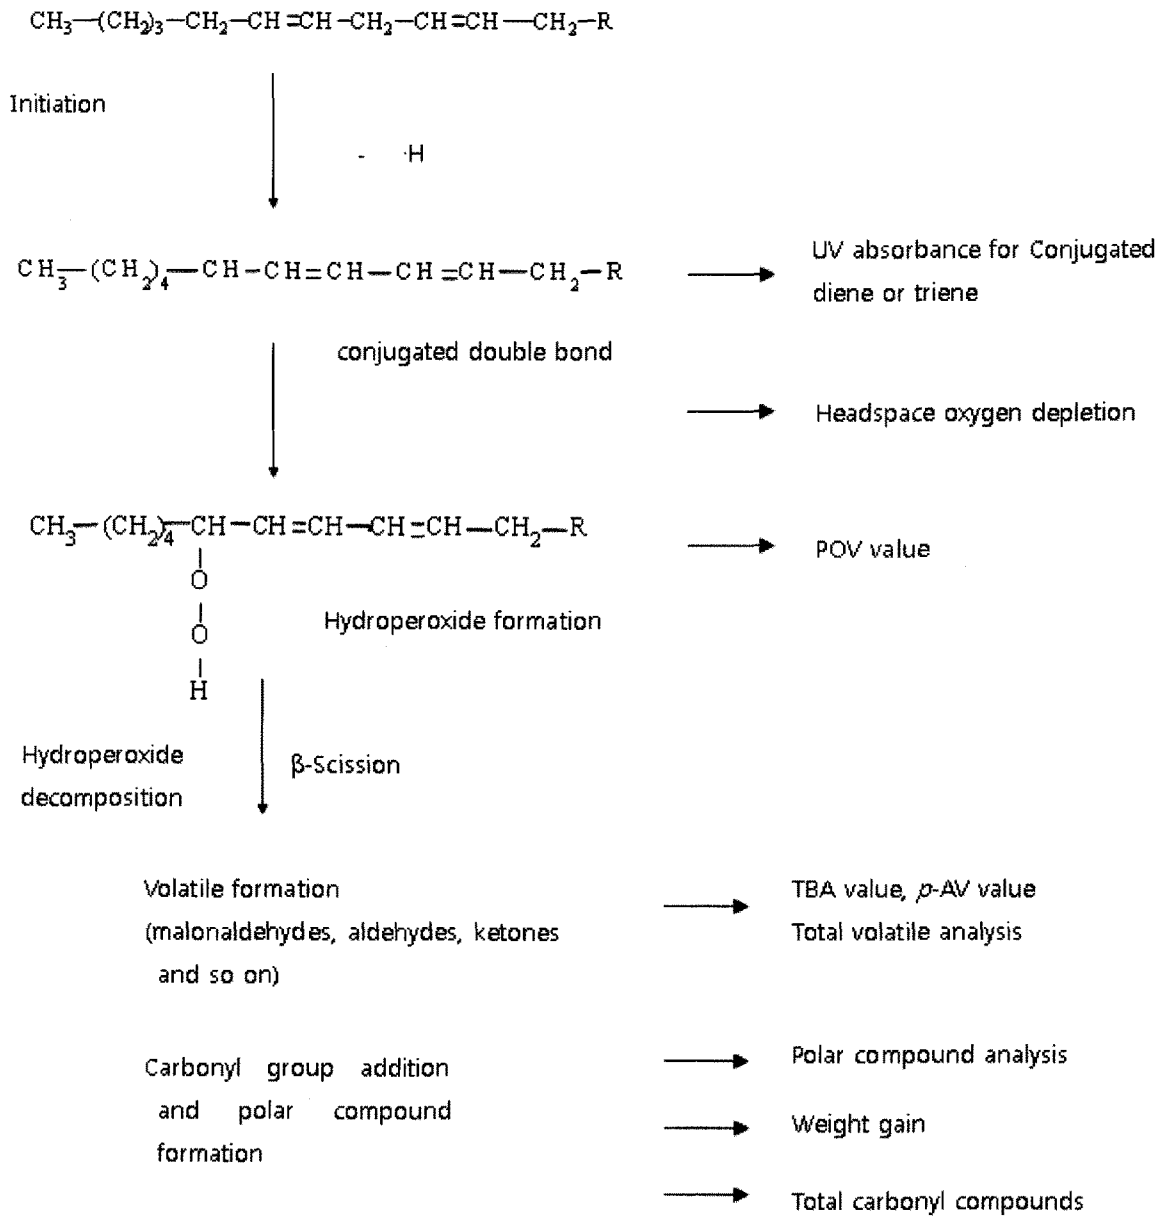 CH₃—(CH₂)₃—CH₂—CH=CH—CH₂—CH=CH—CH₂—R
Initiation
- ·H
CH₃—(CH₂)₄—CH—CH=CH—CH=CH—CH₂—R
UV absorbance for Conjugated
diene or triene
conjugated double bond
Headspace oxygen depletion
CH₃—(CH₂)₄—CH—CH=CH—CH=CH—CH₂—R
O
O
H
POV value
Hydroperoxide formation
Hydroperoxide
decomposition
β-Scission
Volatile formation
(malonaldehydes, aldehydes, ketones
and so on)
TBA value, p-AV value
Total volatile analysis
Carbonyl group addition
and polar compound
formation
Polar compound analysis
Weight gain
Total carbonyl compounds